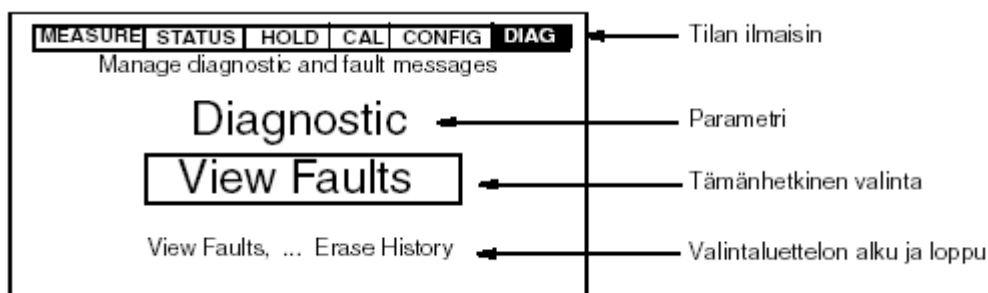 MEASURE STATUS HOLD CAL CONFIG DIAG Tilan ilmaisin
Manage diagnostic and fault messages
Diagnostic Parametri
View Faults Tämänhetkinen valinta
View Faults, ... Erase History Valintaluettelon alku ja loppu